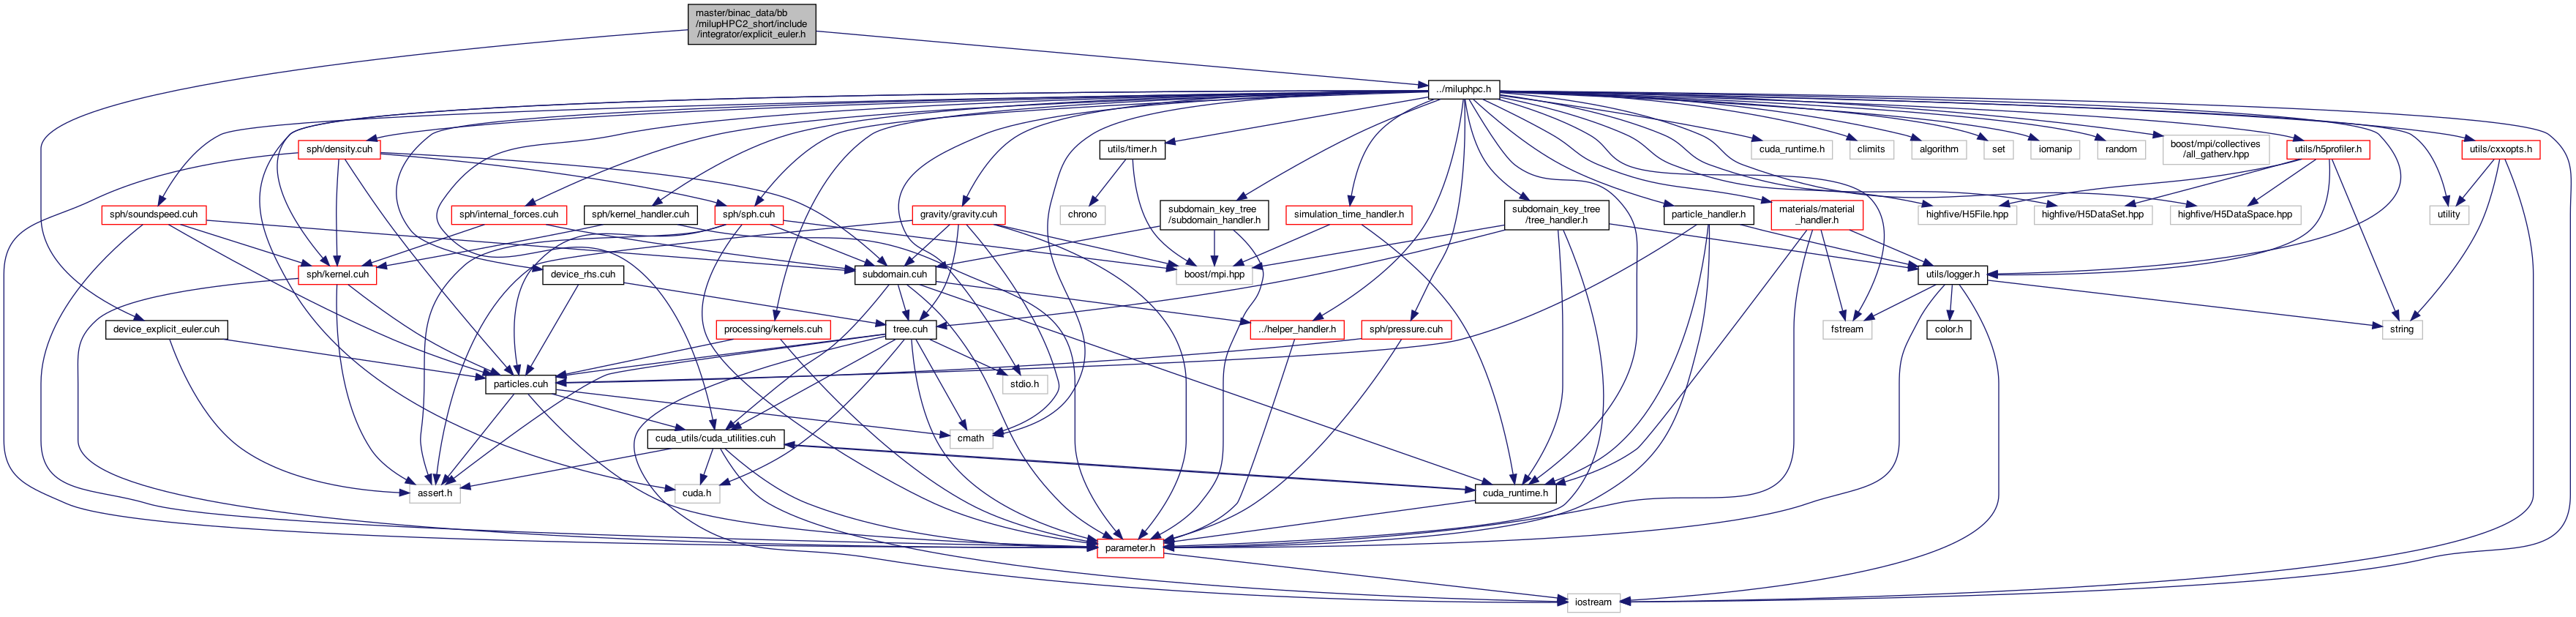 master/binac_data/bb
/milupHPC2_short/include
/integrator/explicit_euler.h
../miluphpc.h
sph/density.cuh
utils/timer.h
cuda_runtime.h
climits
algorithm
set
iomanip
random
boost/mpi/collectives
/all_gatherv.hpp
utils/h5profiler.h
utils/cxxopts.h
sph/soundspeed.cuh
sph/internal_forces.cuh
sph/kernel_handler.cuh
sph/sph.cuh
gravity/gravity.cuh
chrono
subdomain_key_tree
/subdomain_handler.h
simulation_time_handler.h
subdomain_key_tree
/tree_handler.h
particle_handler.h
materials/material
_handler.h
highfive/H5File.hpp
highfive/H5DataSet.hpp
highfive/H5DataSpace.hpp
utility
sph/kernel.cuh
device_rhs.cuh
subdomain.cuh
boost/mpi.hpp
utils/logger.h
device_explicit_euler.cuh
processing/kernels.cuh
tree.cuh
../helper_handler.h
sph/pressure.cuh
fstream
color.h
string
particles.cuh
stdio.h
cuda_utils/cuda_utilities.cuh
cmath
assert.h
cuda.h
cuda_runtime.h
parameter.h
iostream